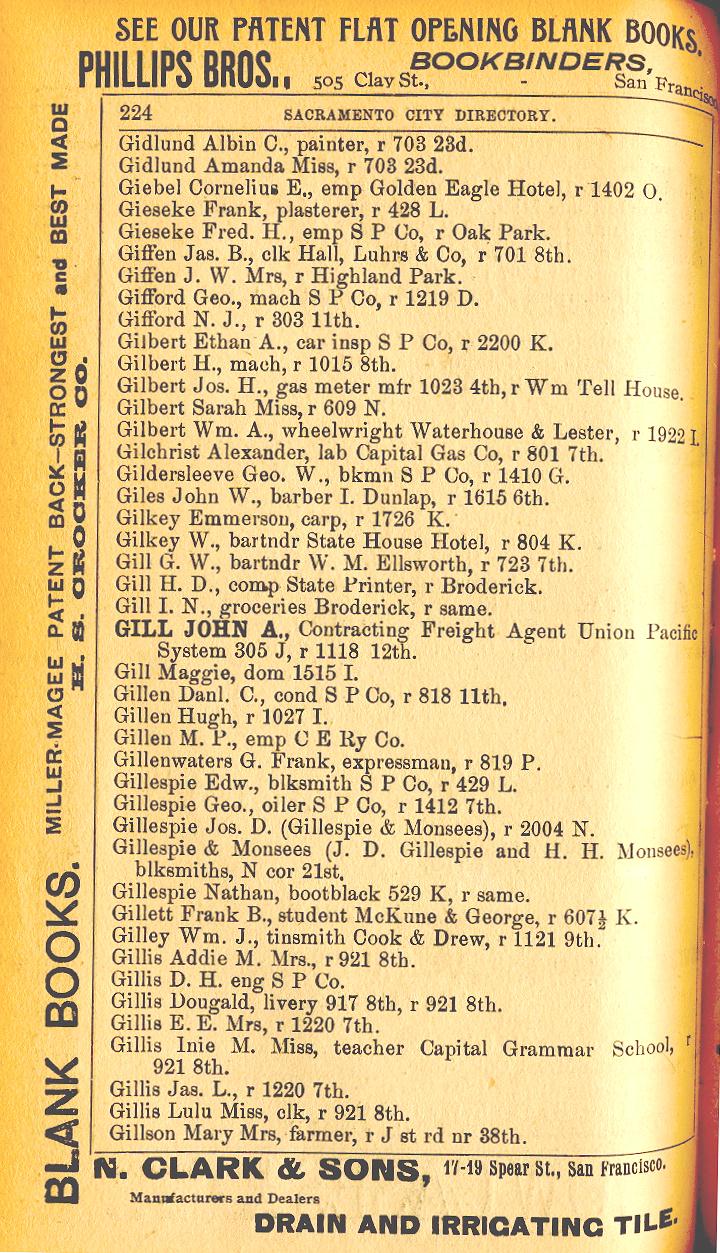 SEE OUR PATENT FLAT OPENING BLANK BOOKS.
PHILLIPS BROS., BOOKBINDERS,
505 Clay St., - San Francisco
BLANK BOOKS. MILLER-MAGEE PATENT BACK—STRONGEST and BEST MADE
H. S. CROCKER CO.
224 SACRAMENTO CITY DIRECTORY.
Gidlund Albin C., painter, r 703 23d.
Gidlund Amanda Miss, r 703 23d.
Giebel Cornelius E., emp Golden Eagle Hotel, r 1402 O.
Gieseke Frank, plasterer, r 428 L.
Gieseke Fred. H., emp S P Co, r Oak Park.
Giffen Jas. B., clk Hall, Luhrs & Co, r 701 8th.
Giffen J. W. Mrs, r Highland Park.
Gifford Geo., mach S P Co, r 1219 D.
Gifford N. J., r 303 11th.
Gilbert Ethan A., car insp S P Co, r 2200 K.
Gilbert H., mach, r 1015 8th.
Gilbert Jos. H., gas meter mfr 1023 4th, r Wm Tell House.
Gilbert Sarah Miss, r 609 N.
Gilbert Wm. A., wheelwright Waterhouse & Lester, r 1922 I.
Gilchrist Alexander, lab Capital Gas Co, r 801 7th.
Gildersleeve Geo. W., bkmn S P Co, r 1410 G.
Giles John W., barber I. Dunlap, r 1615 6th.
Gilkey Emmerson, carp, r 1726 K.
Gilkey W., bartndr State House Hotel, r 804 K.
Gill G. W., bartndr W. M. Ellsworth, r 723 7th.
Gill H. D., comp State Printer, r Broderick.
Gill I. N., groceries Broderick, r same.
GILL JOHN A., Contracting Freight Agent Union Pacific
System 305 J, r 1118 12th.
Gill Maggie, dom 1515 I.
Gillen Danl. C., cond S P Co, r 818 11th.
Gillen Hugh, r 1027 I.
Gillen M. P., emp C E Ry Co.
Gillenwaters G. Frank, expressman, r 819 P.
Gillespie Edw., blksmith S P Co, r 429 L.
Gillespie Geo., oiler S P Co, r 1412 7th.
Gillespie Jos. D. (Gillespie & Monsees), r 2004 N.
Gillespie & Monsees (J. D. Gillespie and H. H. Monsees),
blksmiths, N cor 21st.
Gillespie Nathan, bootblack 529 K, r same.
Gillett Frank B., student McKune & George, r 607½ K.
Gilley Wm. J., tinsmith Cook & Drew, r 1121 9th.
Gillis Addie M. Mrs., r 921 8th.
Gillis D. H. eng S P Co.
Gillis Dougald, livery 917 8th, r 921 8th.
Gillis E. E. Mrs, r 1220 7th.
Gillis Inie M. Miss, teacher Capital Grammar School, r
921 8th.
Gillis Jas. L., r 1220 7th.
Gillis Lulu Miss, clk, r 921 8th.
Gillson Mary Mrs, farmer, r J st rd nr 38th.
N. CLARK & SONS, 17-19 Spear St., San Francisco.
Manufacturers and Dealers
DRAIN AND IRRIGATING TILE.